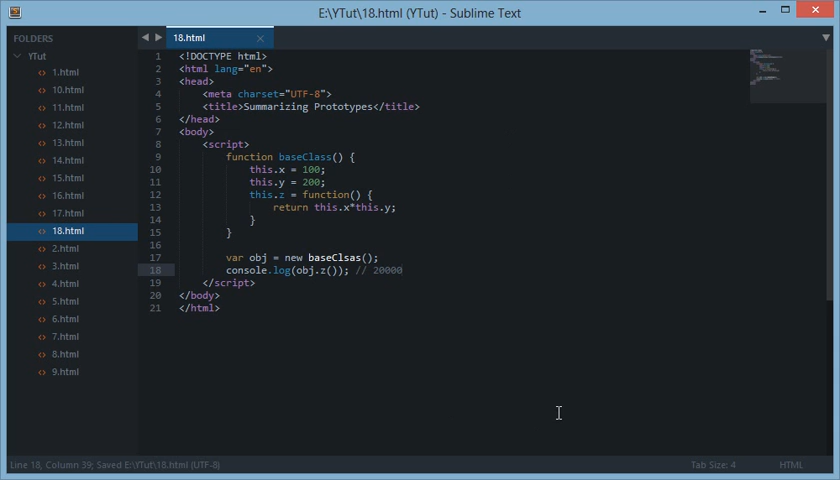 E:\YTut\18.html (YTut) - Sublime Text
FOLDERS
YTut
1.html
10.html
11.html
12.html
13.html
14.html
15.html
16.html
17.html
18.html
2.html
3.html
4.html
5.html
6.html
7.html
8.html
9.html
18.html
1 <!DOCTYPE html>
2 <html lang="en">
3 <head>
4 <meta charset="UTF-8">
5 <title>Summarizing Prototypes</title>
6 </head>
7 <body>
8 <script>
9 function baseClass() {
10 this.x = 100;
11 this.y = 200;
12 this.z = function() {
13 return this.x*this.y;
14 }
15 }
16
17 var obj = new baseClsas();
18 console.log(obj.z()); // 20000
19 </script>
20 </body>
21 </html>
Line 18, Column 39; Saved E:\YTut\18.html (UTF-8)
Tab Size: 4
HTML